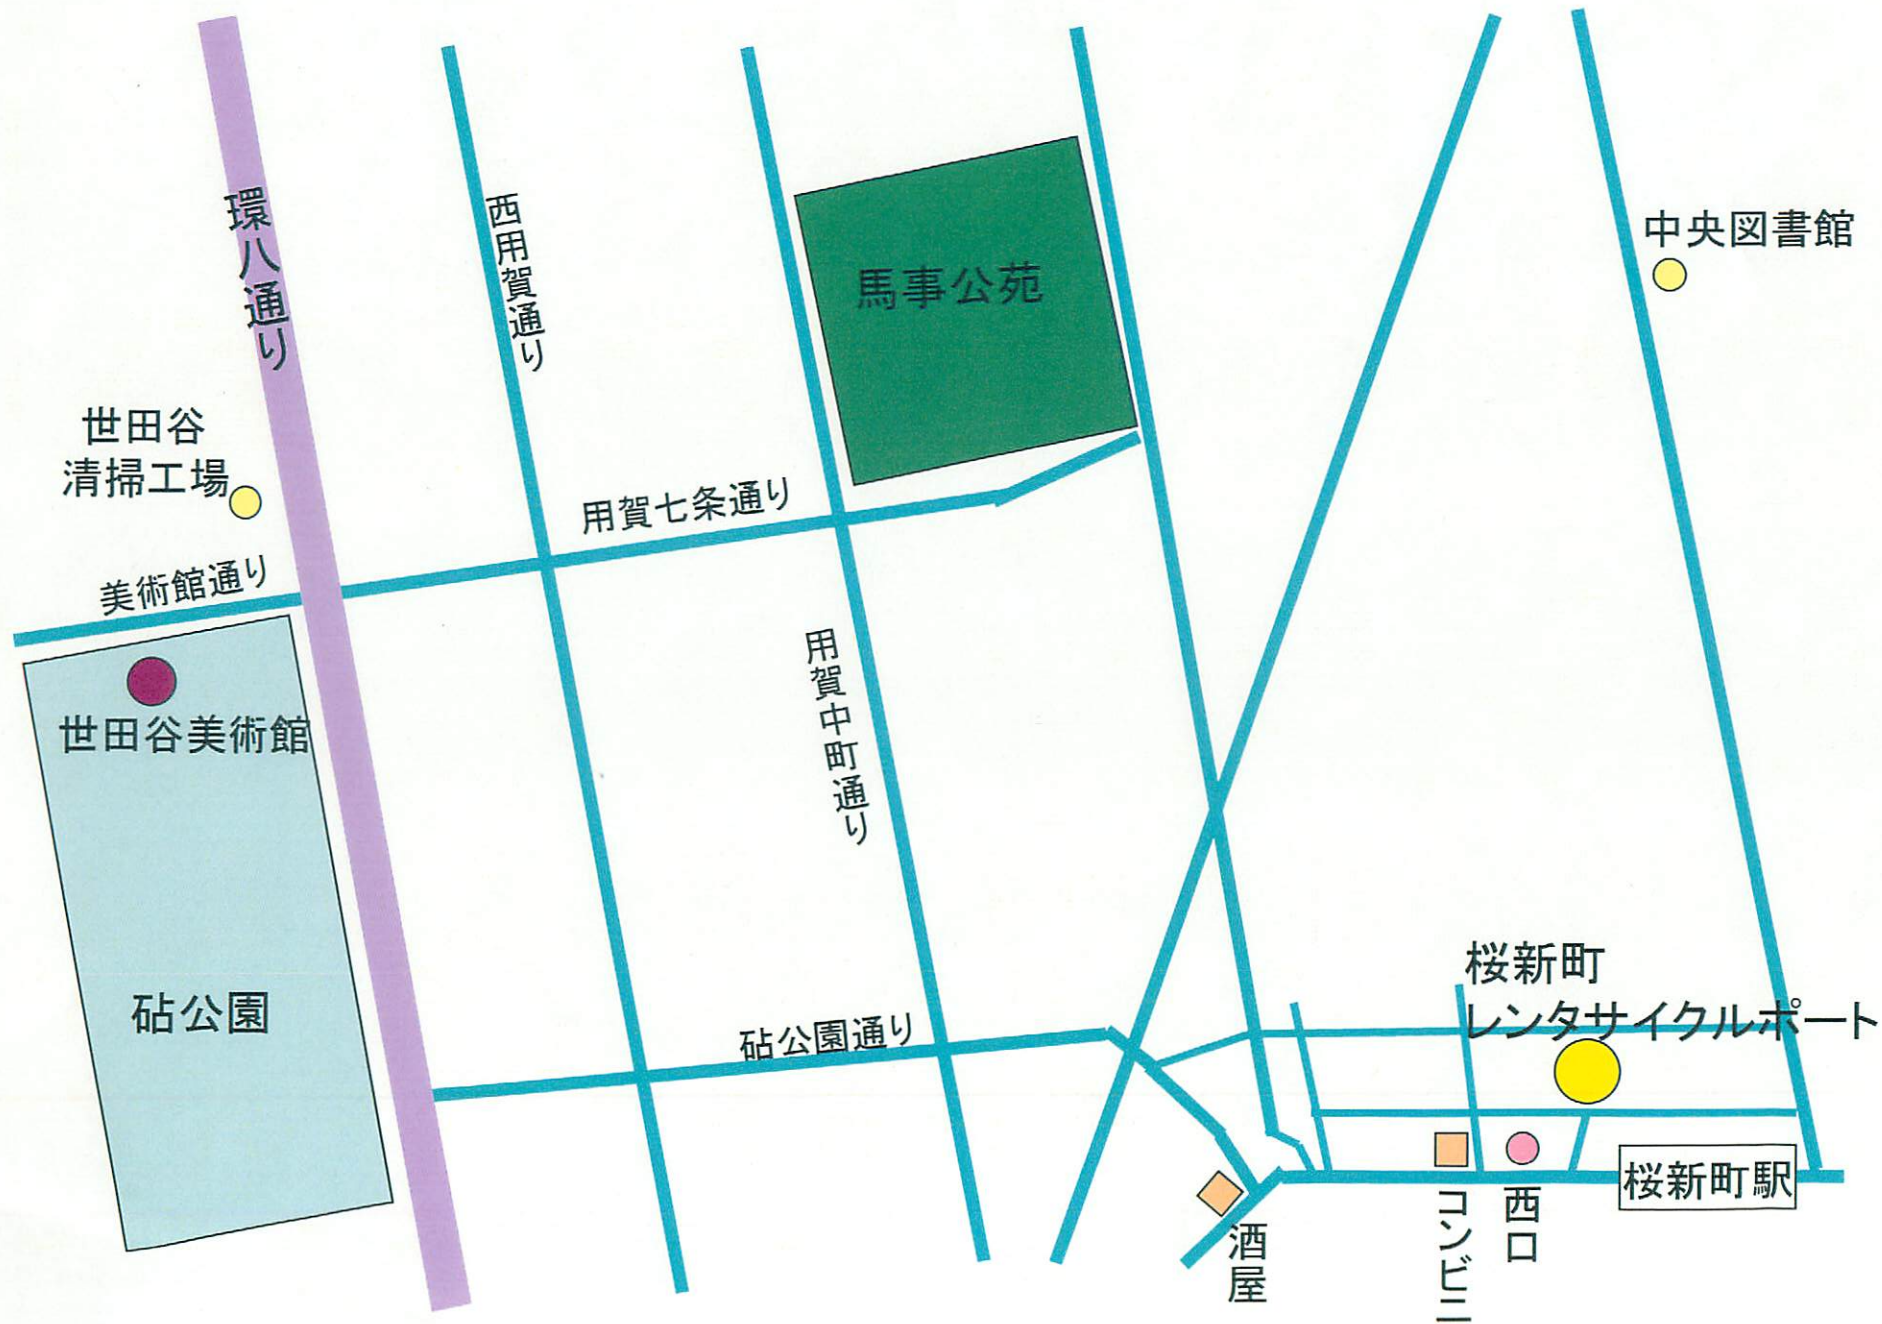 環八通り
西用賀通り
馬事公苑
中央図書館
世田谷
清掃工場
用賀七条通り
美術館通り
世田谷美術館
用賀中町通り
砧公園
砧公園通り
桜新町
レンタサイクルポート
桜新町駅
コンビニ
西口
酒屋